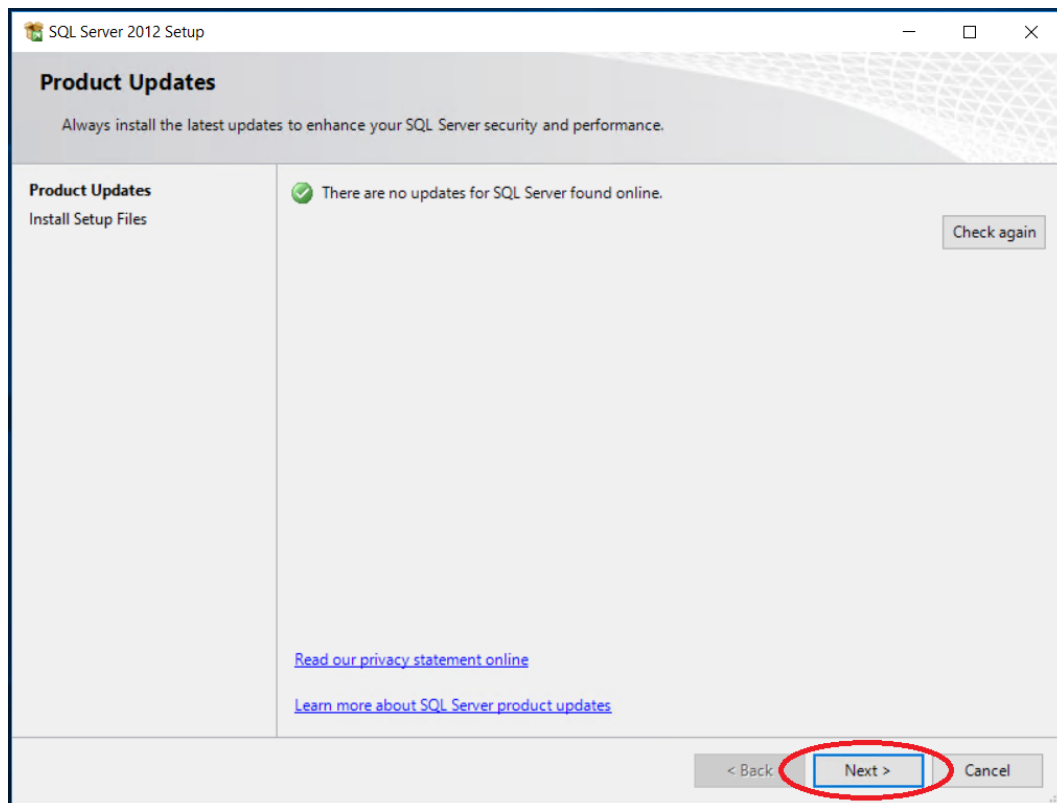 SQL Server 2012 Setup
Product Updates
Always install the latest updates to enhance your SQL Server security and performance.
Product Updates
Install Setup Files
There are no updates for SQL Server found online.
Check again
Read our privacy statement online
Learn more about SQL Server product updates
< Back
Next >
Cancel